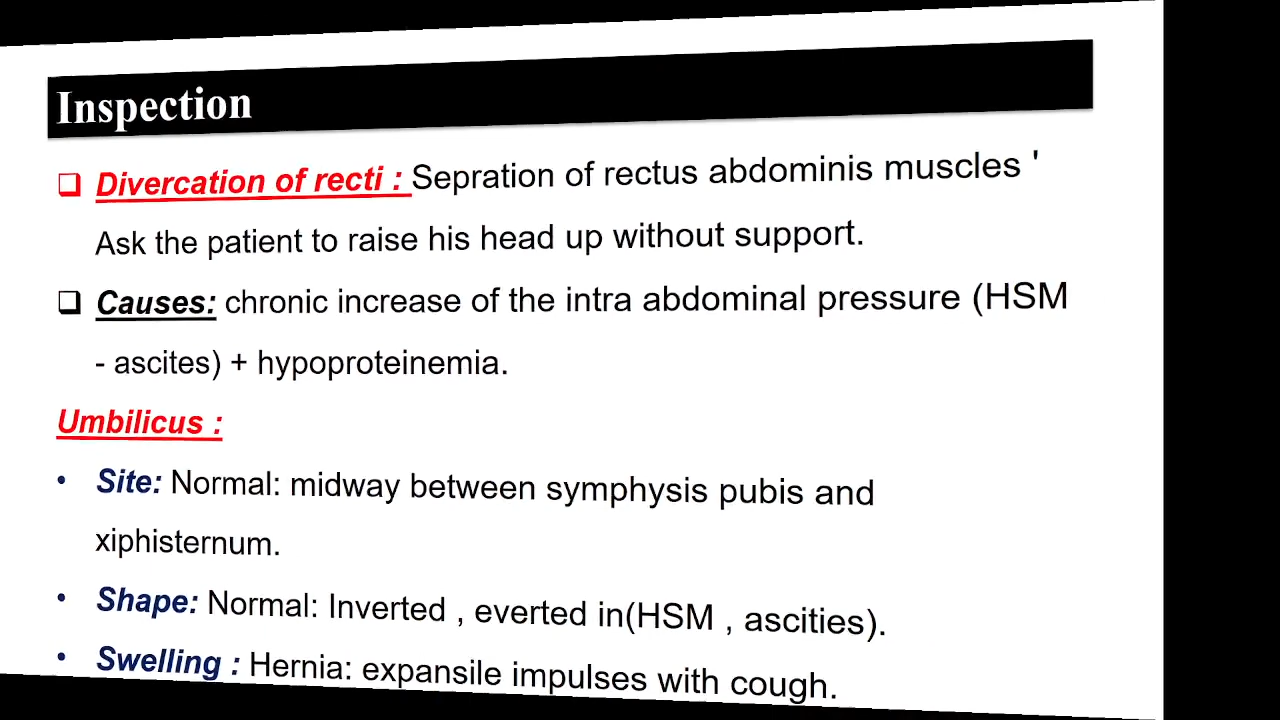 Inspection
Divercation of recti : Sepration of rectus abdominis muscles '
Ask the patient to raise his head up without support.
Causes: chronic increase of the intra abdominal pressure (HSM
- ascites) + hypoproteinemia.
Umbilicus :
• Site: Normal: midway between symphysis pubis and
xiphisternum.
• Shape: Normal: Inverted , everted in(HSM , ascities).
• Swelling : Hernia: expansile impulses with cough.